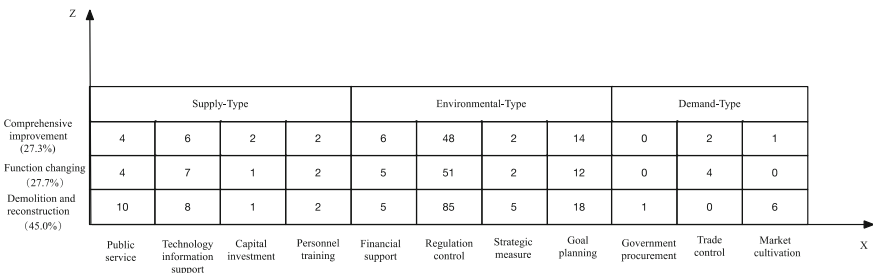 Z
Supply-Type Environmental-Type Demand-Type
Comprehensive
improvement
(27.3%)
4 6 2 2 6 48 2 14 0 2 1
Function changing
(27.7%)
4 7 1 2 5 51 2 12 0 4 0
Demolition and
reconstruction
(45.0%)
10 8 1 2 5 85 5 18 1 0 6
Public
service
Technology
information
support
Capital
investment
Personnel
training
Financial
support
Regulation
control
Strategic
measure
Goal
planning
Government
procurement
Trade
control
Market
cultivation
X